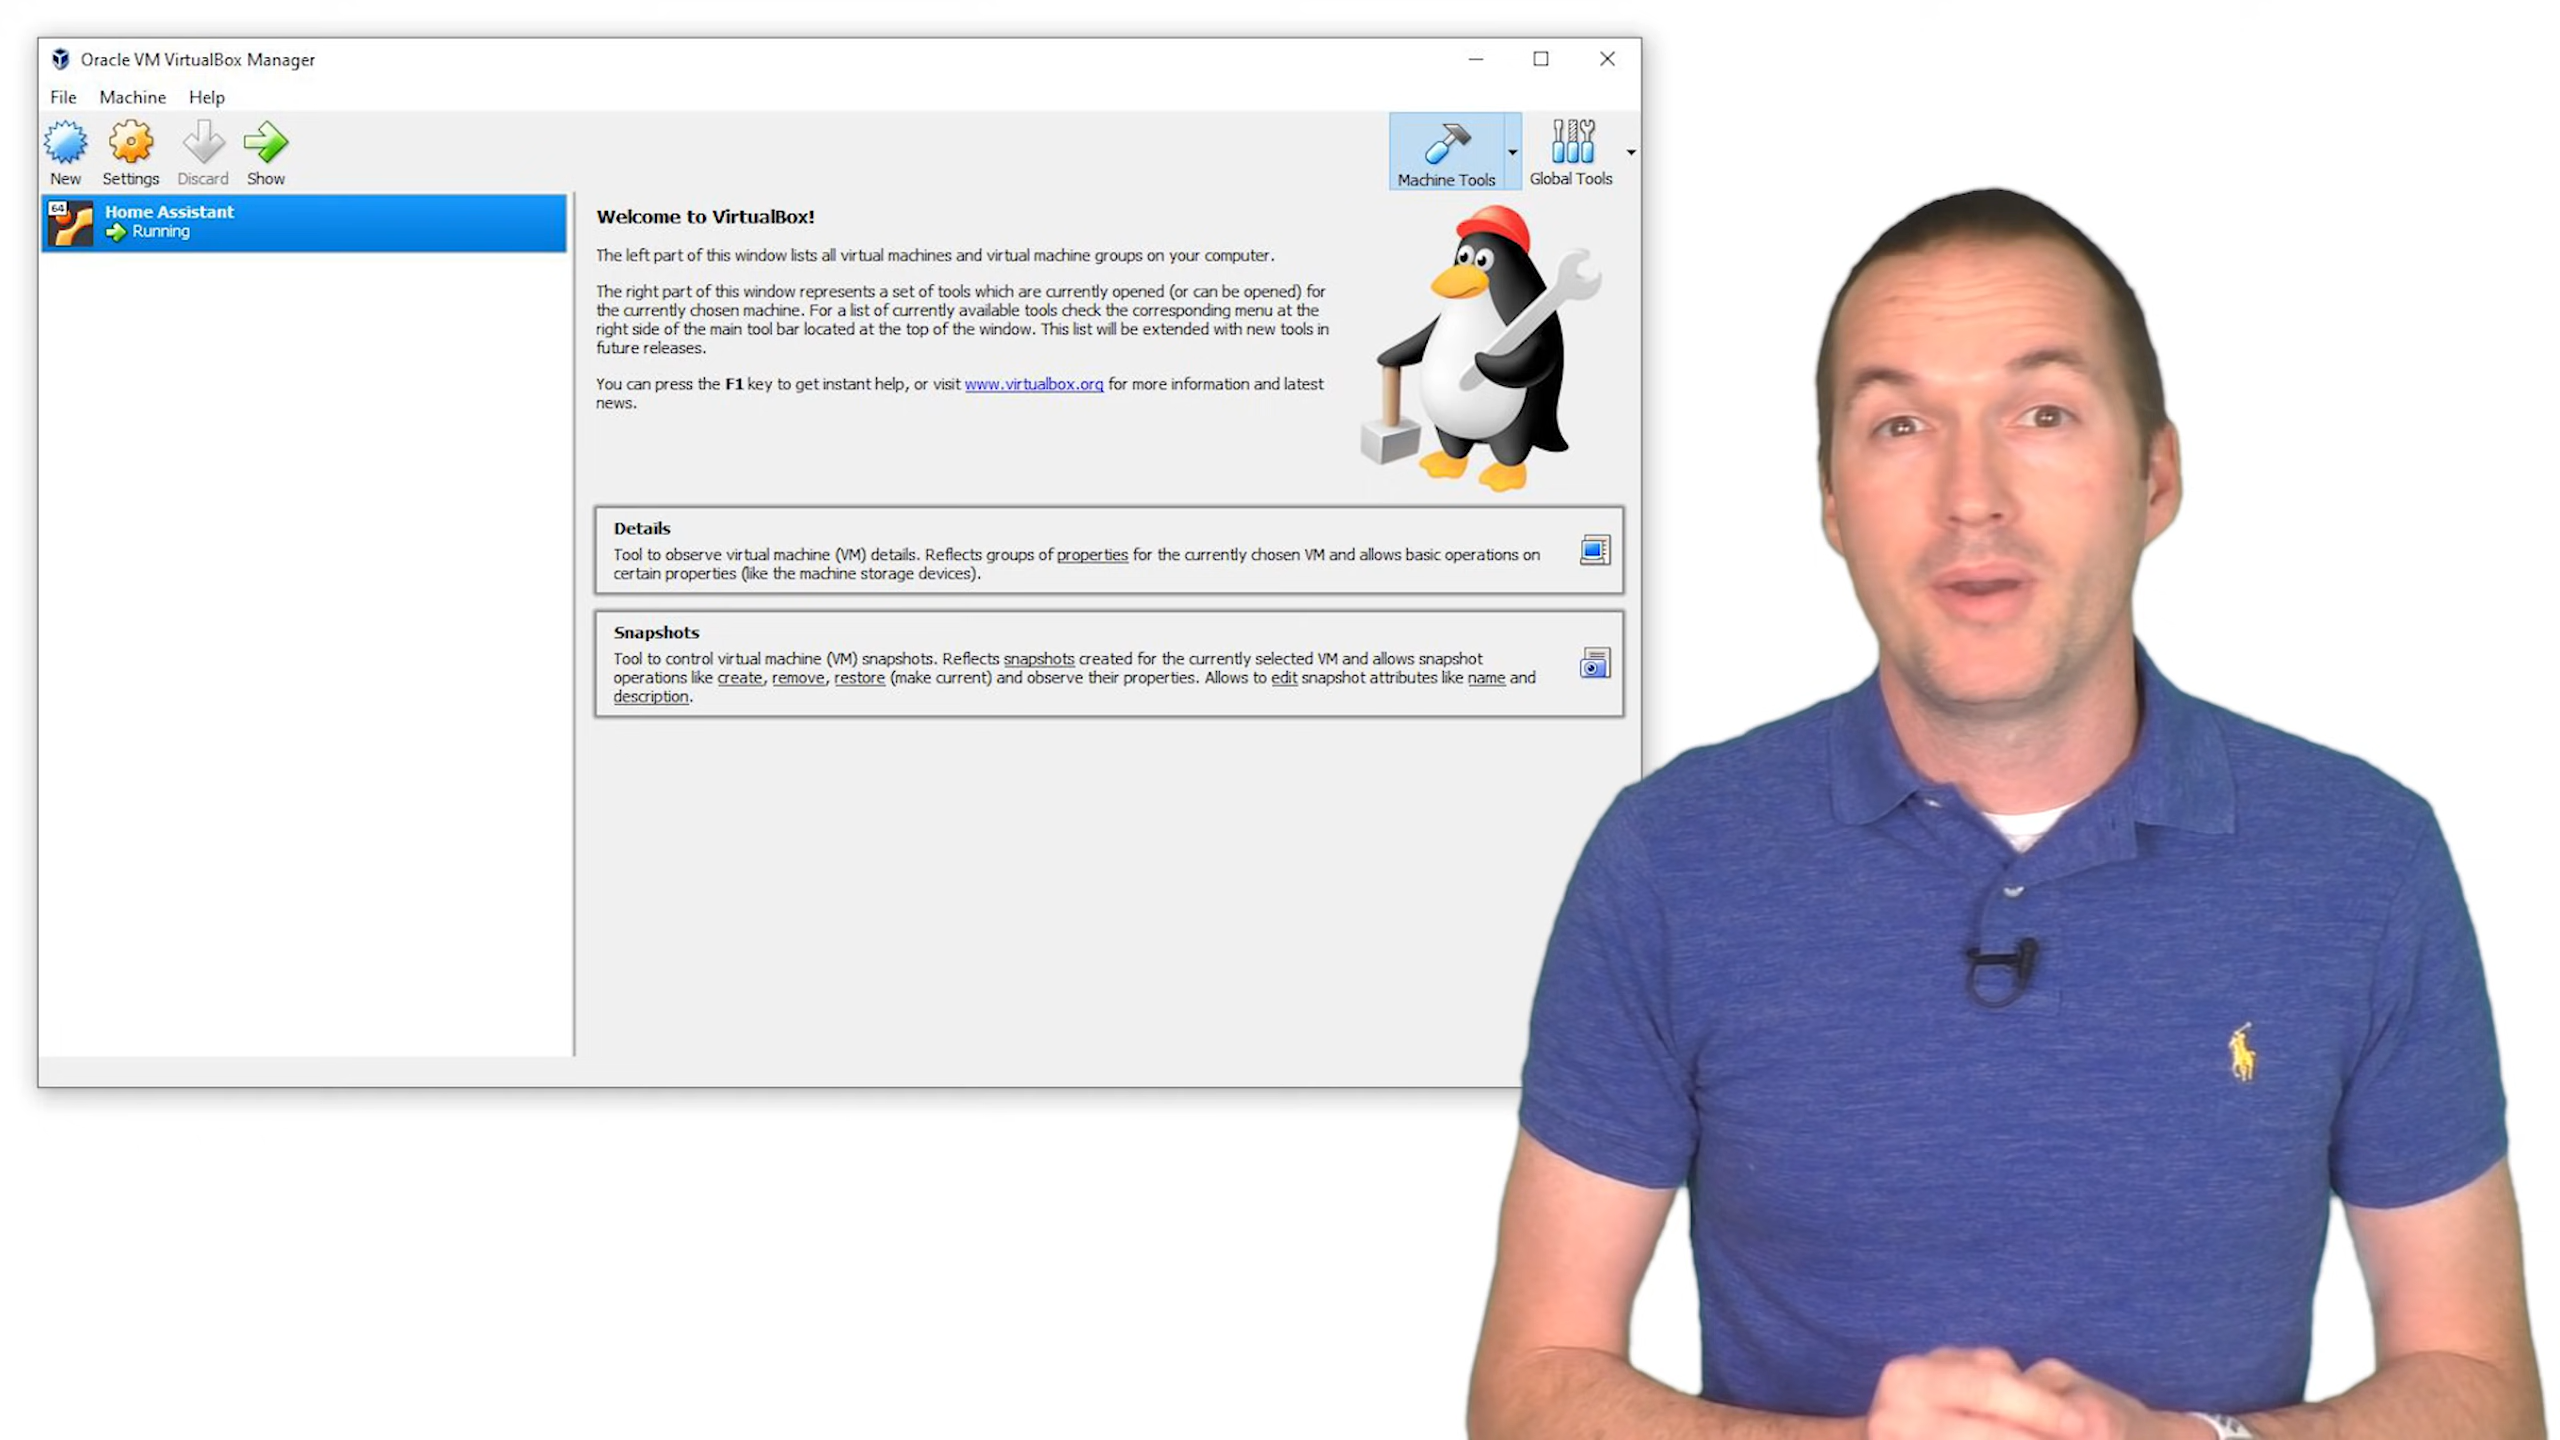 Oracle VM VirtualBox Manager
File Machine Help
New Settings Discard Show
Machine Tools Global Tools
64
Home Assistant
Running
Welcome to VirtualBox!
The left part of this window lists all virtual machines and virtual machine groups on your computer.
The right part of this window represents a set of tools which are currently opened (or can be opened) for
the currently chosen machine. For a list of currently available tools check the corresponding menu at the
right side of the main tool bar located at the top of the window. This list will be extended with new tools in
future releases.
You can press the F1 key to get instant help, or visit www.virtualbox.org for more information and latest
news.
Details
Tool to observe virtual machine (VM) details. Reflects groups of properties for the currently chosen VM and allows basic operations on
certain properties (like the machine storage devices).
Snapshots
Tool to control virtual machine (VM) snapshots. Reflects snapshots created for the currently selected VM and allows snapshot
operations like create, remove, restore (make current) and observe their properties. Allows to edit snapshot attributes like name and
description.